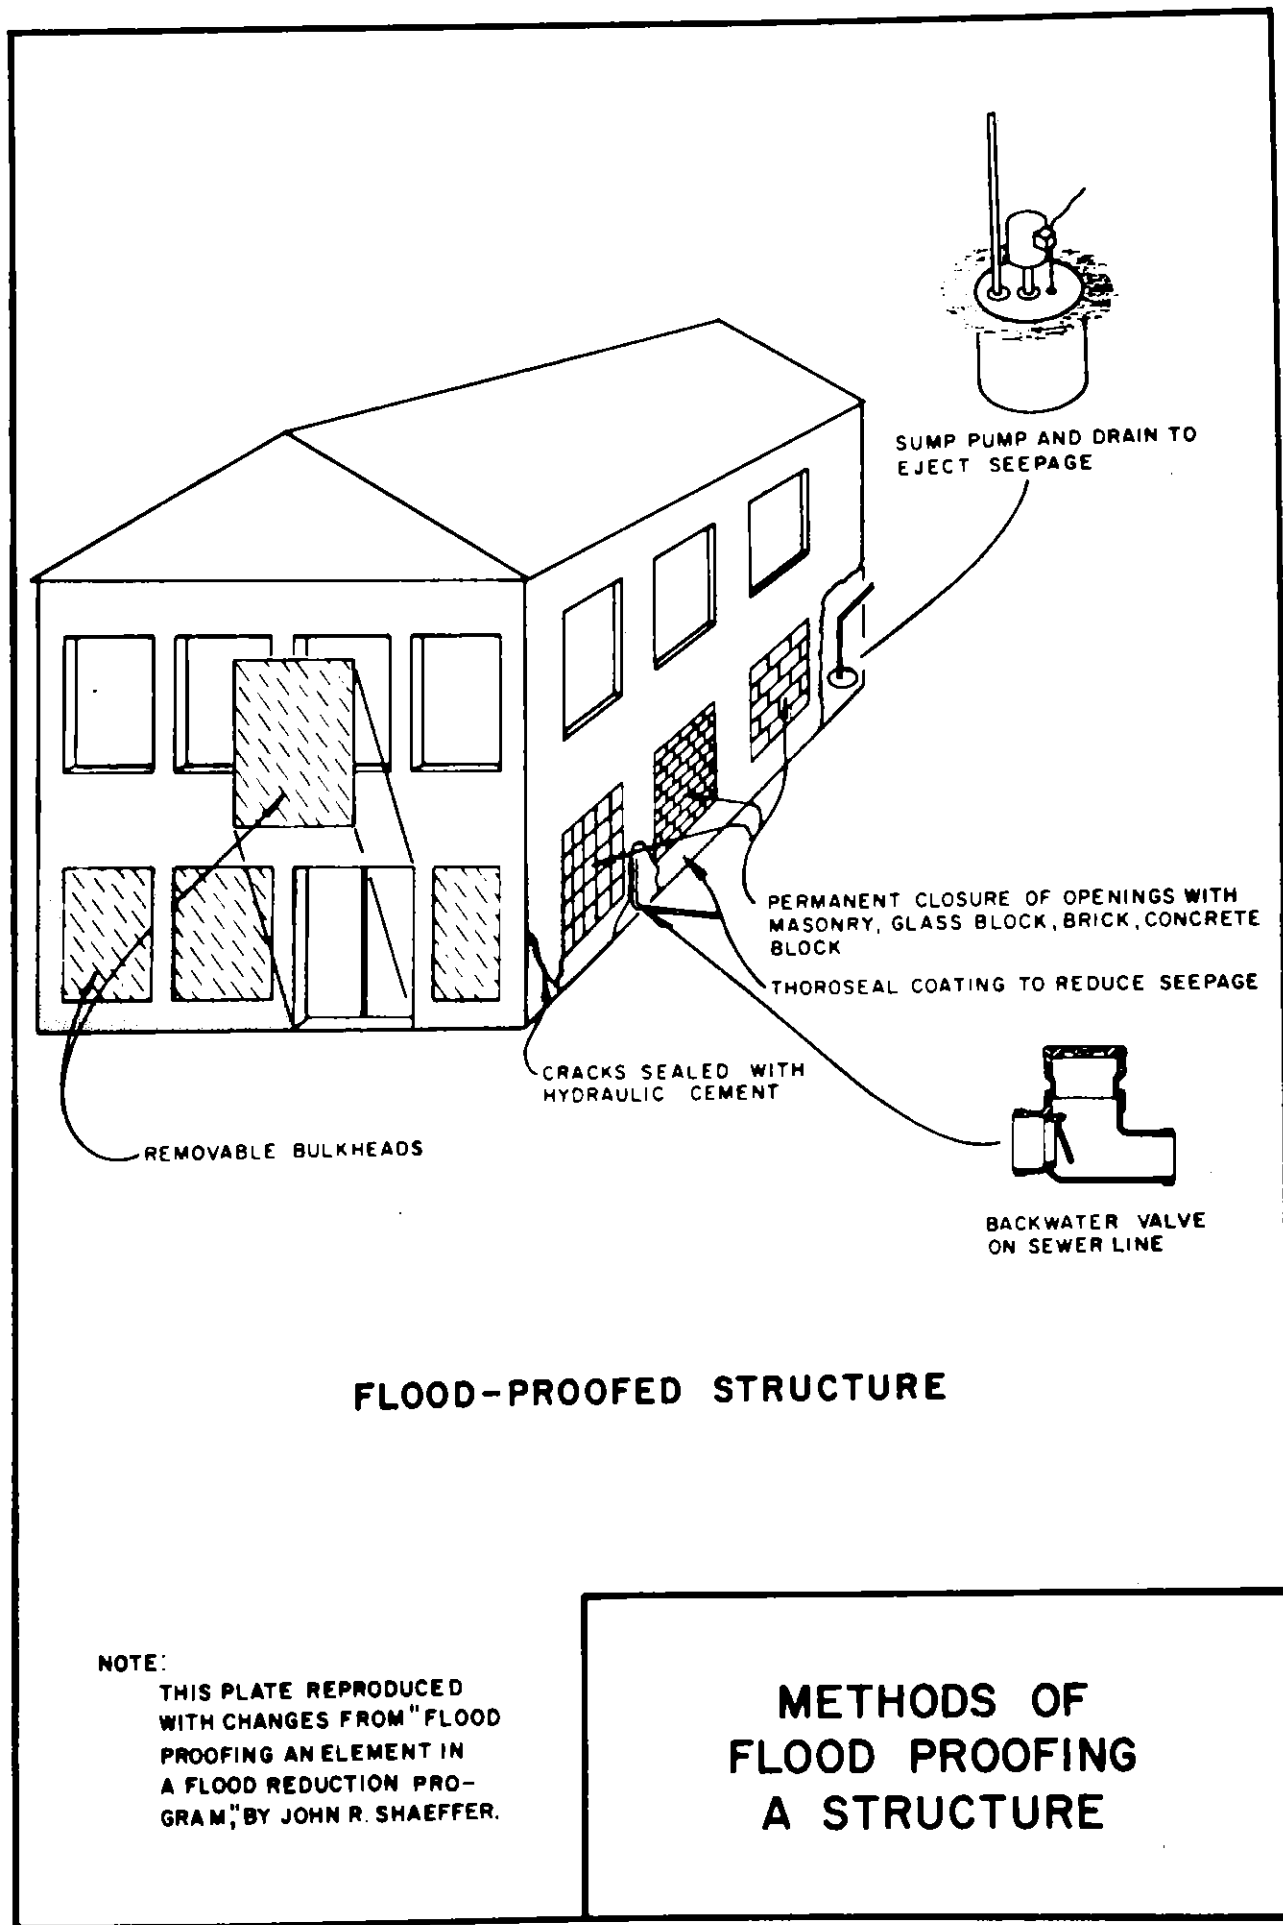 SUMP PUMP AND DRAIN TO
EJECT SEEPAGE
PERMANENT CLOSURE OF OPENINGS WITH
MASONRY, GLASS BLOCK, BRICK, CONCRETE
BLOCK
THOROSEAL COATING TO REDUCE SEEPAGE
CRACKS SEALED WITH
HYDRAULIC CEMENT
REMOVABLE BULKHEADS
BACKWATER VALVE
ON SEWER LINE
FLOOD-PROOFED STRUCTURE
NOTE:
THIS PLATE REPRODUCED
WITH CHANGES FROM "FLOOD
PROOFING AN ELEMENT IN
A FLOOD REDUCTION PRO-
GRAM," BY JOHN R. SHAEFFER.
METHODS OF
FLOOD PROOFING
A STRUCTURE